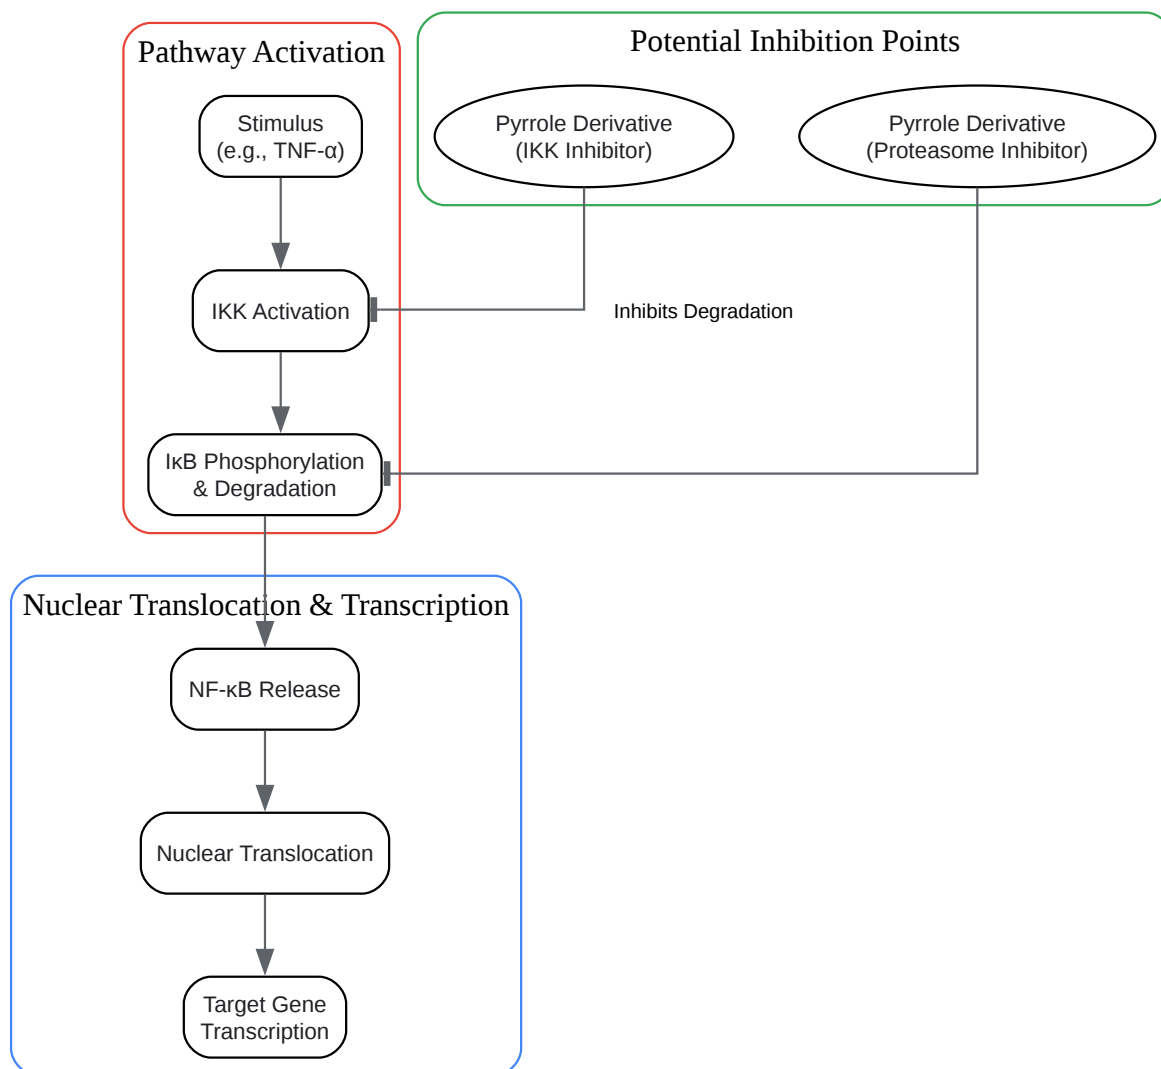 Pathway Activation
Potential Inhibition Points
Stimulus
(e.g., TNF-α)
Pyrrole Derivative
(IKK Inhibitor)
Pyrrole Derivative
(Proteasome Inhibitor)
IKK Activation
Inhibits Degradation
IκB Phosphorylation
& Degradation
Nuclear Translocation & Transcription
NF-κB Release
Nuclear Translocation
Target Gene
Transcription